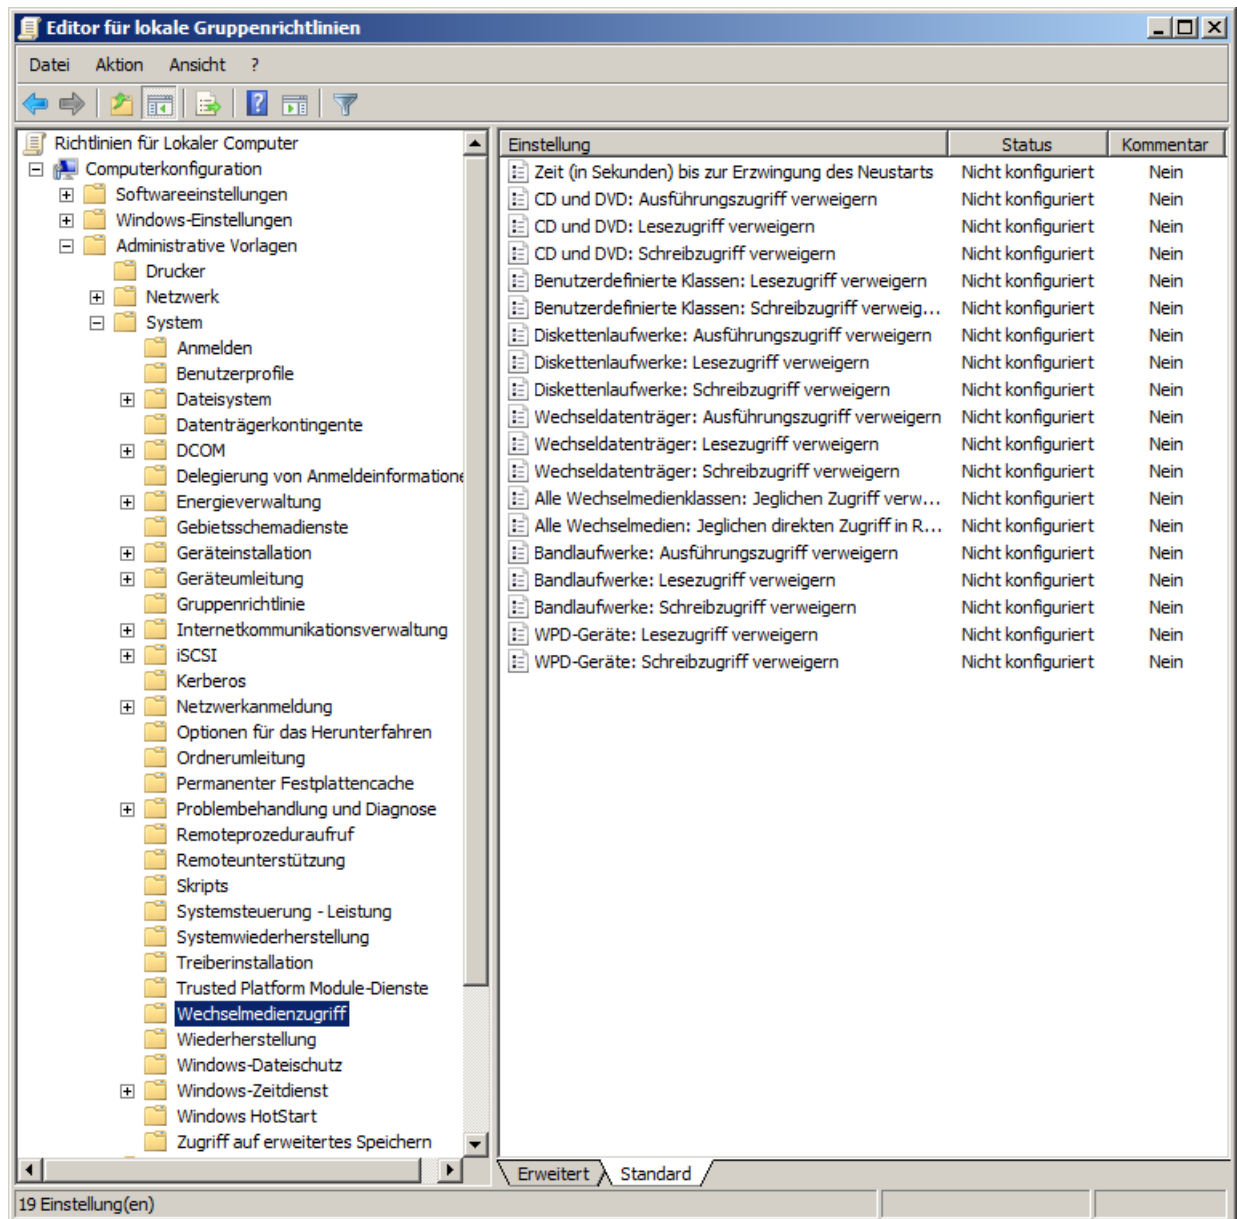 Editor für lokale Gruppenrichtlinien
Datei Aktion Ansicht ?
Richtlinien für Lokaler Computer
Computerkonfiguration
Softwareeinstellungen
Windows-Einstellungen
Administrative Vorlagen
Drucker
Netzwerk
System
Anmelden
Benutzerprofile
Dateisystem
Datenträgerkontingente
DCOM
Delegierung von Anmeldeinformatione
Energieverwaltung
Gebietsschemadienste
Geräteinstallation
Geräteumleitung
Gruppenrichtlinie
Internetkommunikationsverwaltung
iSCSI
Kerberos
Netzwerkanmeldung
Optionen für das Herunterfahren
Ordnerumleitung
Permanenter Festplattencache
Problembehandlung und Diagnose
Remoteprozeduraufruf
Remoteunterstützung
Skripts
Systemsteuerung - Leistung
Systemwiederherstellung
Treiberinstallation
Trusted Platform Module-Dienste
Wechselmedienzugriff
Wiederherstellung
Windows-Dateischutz
Windows-Zeitdienst
Windows HotStart
Zugriff auf erweitertes Speichern
Einstellung Status Kommentar
Zeit (in Sekunden) bis zur Erzwingung des Neustarts Nicht konfiguriert Nein
CD und DVD: Ausführungszugriff verweigern Nicht konfiguriert Nein
CD und DVD: Lesezugriff verweigern Nicht konfiguriert Nein
CD und DVD: Schreibzugriff verweigern Nicht konfiguriert Nein
Benutzerdefinierte Klassen: Lesezugriff verweigern Nicht konfiguriert Nein
Benutzerdefinierte Klassen: Schreibzugriff verweig... Nicht konfiguriert Nein
Diskettenlaufwerke: Ausführungszugriff verweigern Nicht konfiguriert Nein
Diskettenlaufwerke: Lesezugriff verweigern Nicht konfiguriert Nein
Diskettenlaufwerke: Schreibzugriff verweigern Nicht konfiguriert Nein
Wechseldatenträger: Ausführungszugriff verweigern Nicht konfiguriert Nein
Wechseldatenträger: Lesezugriff verweigern Nicht konfiguriert Nein
Wechseldatenträger: Schreibzugriff verweigern Nicht konfiguriert Nein
Alle Wechselmedienklassen: Jeglichen Zugriff verw... Nicht konfiguriert Nein
Alle Wechselmedien: Jeglichen direkten Zugriff in R... Nicht konfiguriert Nein
Bandlaufwerke: Ausführungszugriff verweigern Nicht konfiguriert Nein
Bandlaufwerke: Lesezugriff verweigern Nicht konfiguriert Nein
Bandlaufwerke: Schreibzugriff verweigern Nicht konfiguriert Nein
WPD-Geräte: Lesezugriff verweigern Nicht konfiguriert Nein
WPD-Geräte: Schreibzugriff verweigern Nicht konfiguriert Nein
Erweitert Standard
19 Einstellung(en)